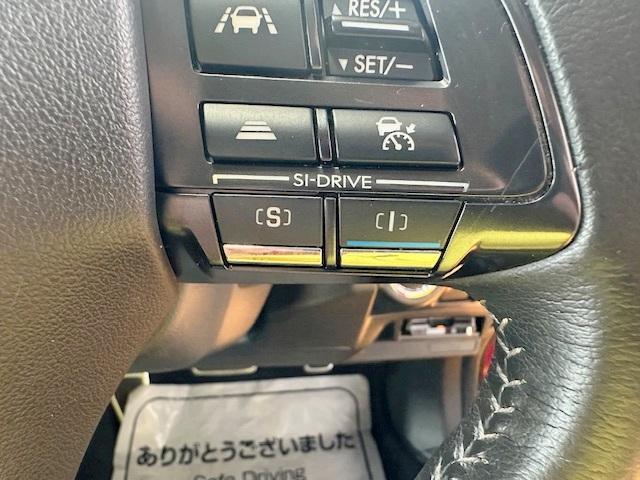 ▲ RES/+
▼ SET/−
SI-DRIVE
[S] [I]
ありがとうございました
Safe Driving